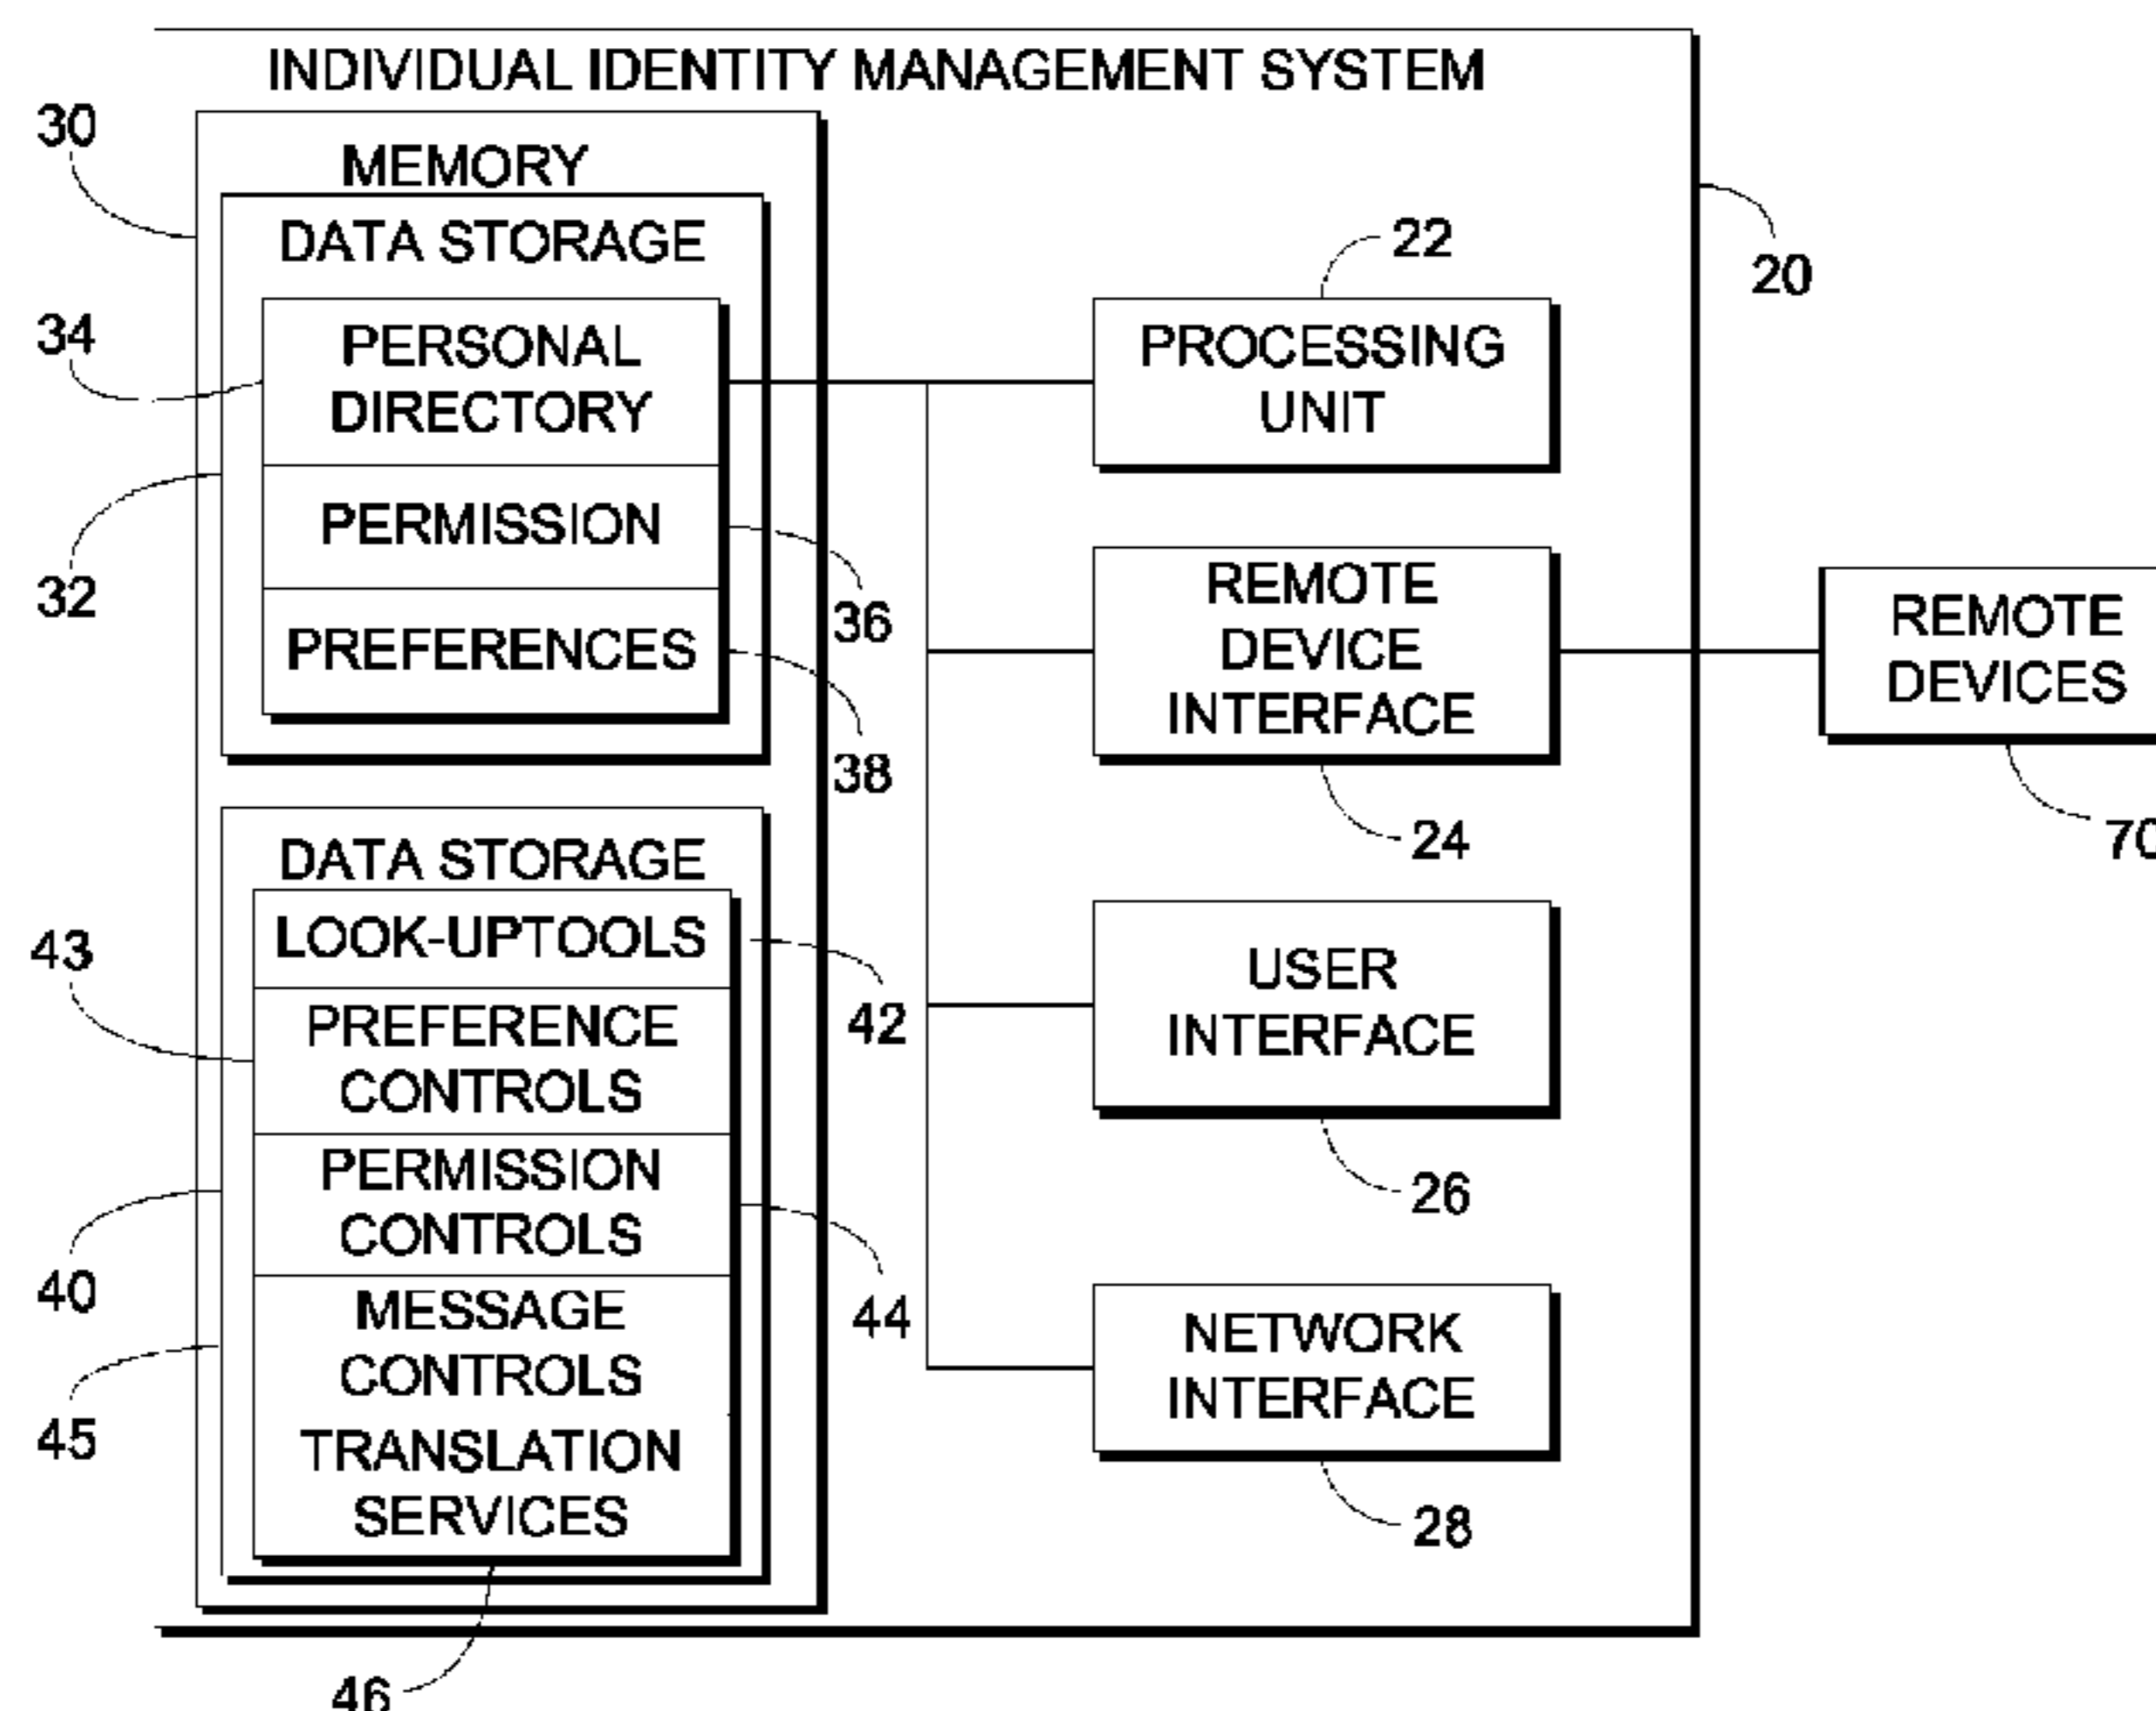 INDIVIDUAL IDENTITY MANAGEMENT SYSTEM
30
MEMORY
DATA STORAGE
34
PERSONAL
DIRECTORY
32
PERMISSION
36
PREFERENCES
38
DATA STORAGE
43
LOOK-UPTOOLS
42
PREFERENCE
CONTROLS
PERMISSION
CONTROLS
40
44
MESSAGE
CONTROLS
45
TRANSLATION
SERVICES
46
22
20
PROCESSING
UNIT
REMOTE
DEVICE
INTERFACE
24
REMOTE
DEVICES
70
USER
INTERFACE
26
NETWORK
INTERFACE
28